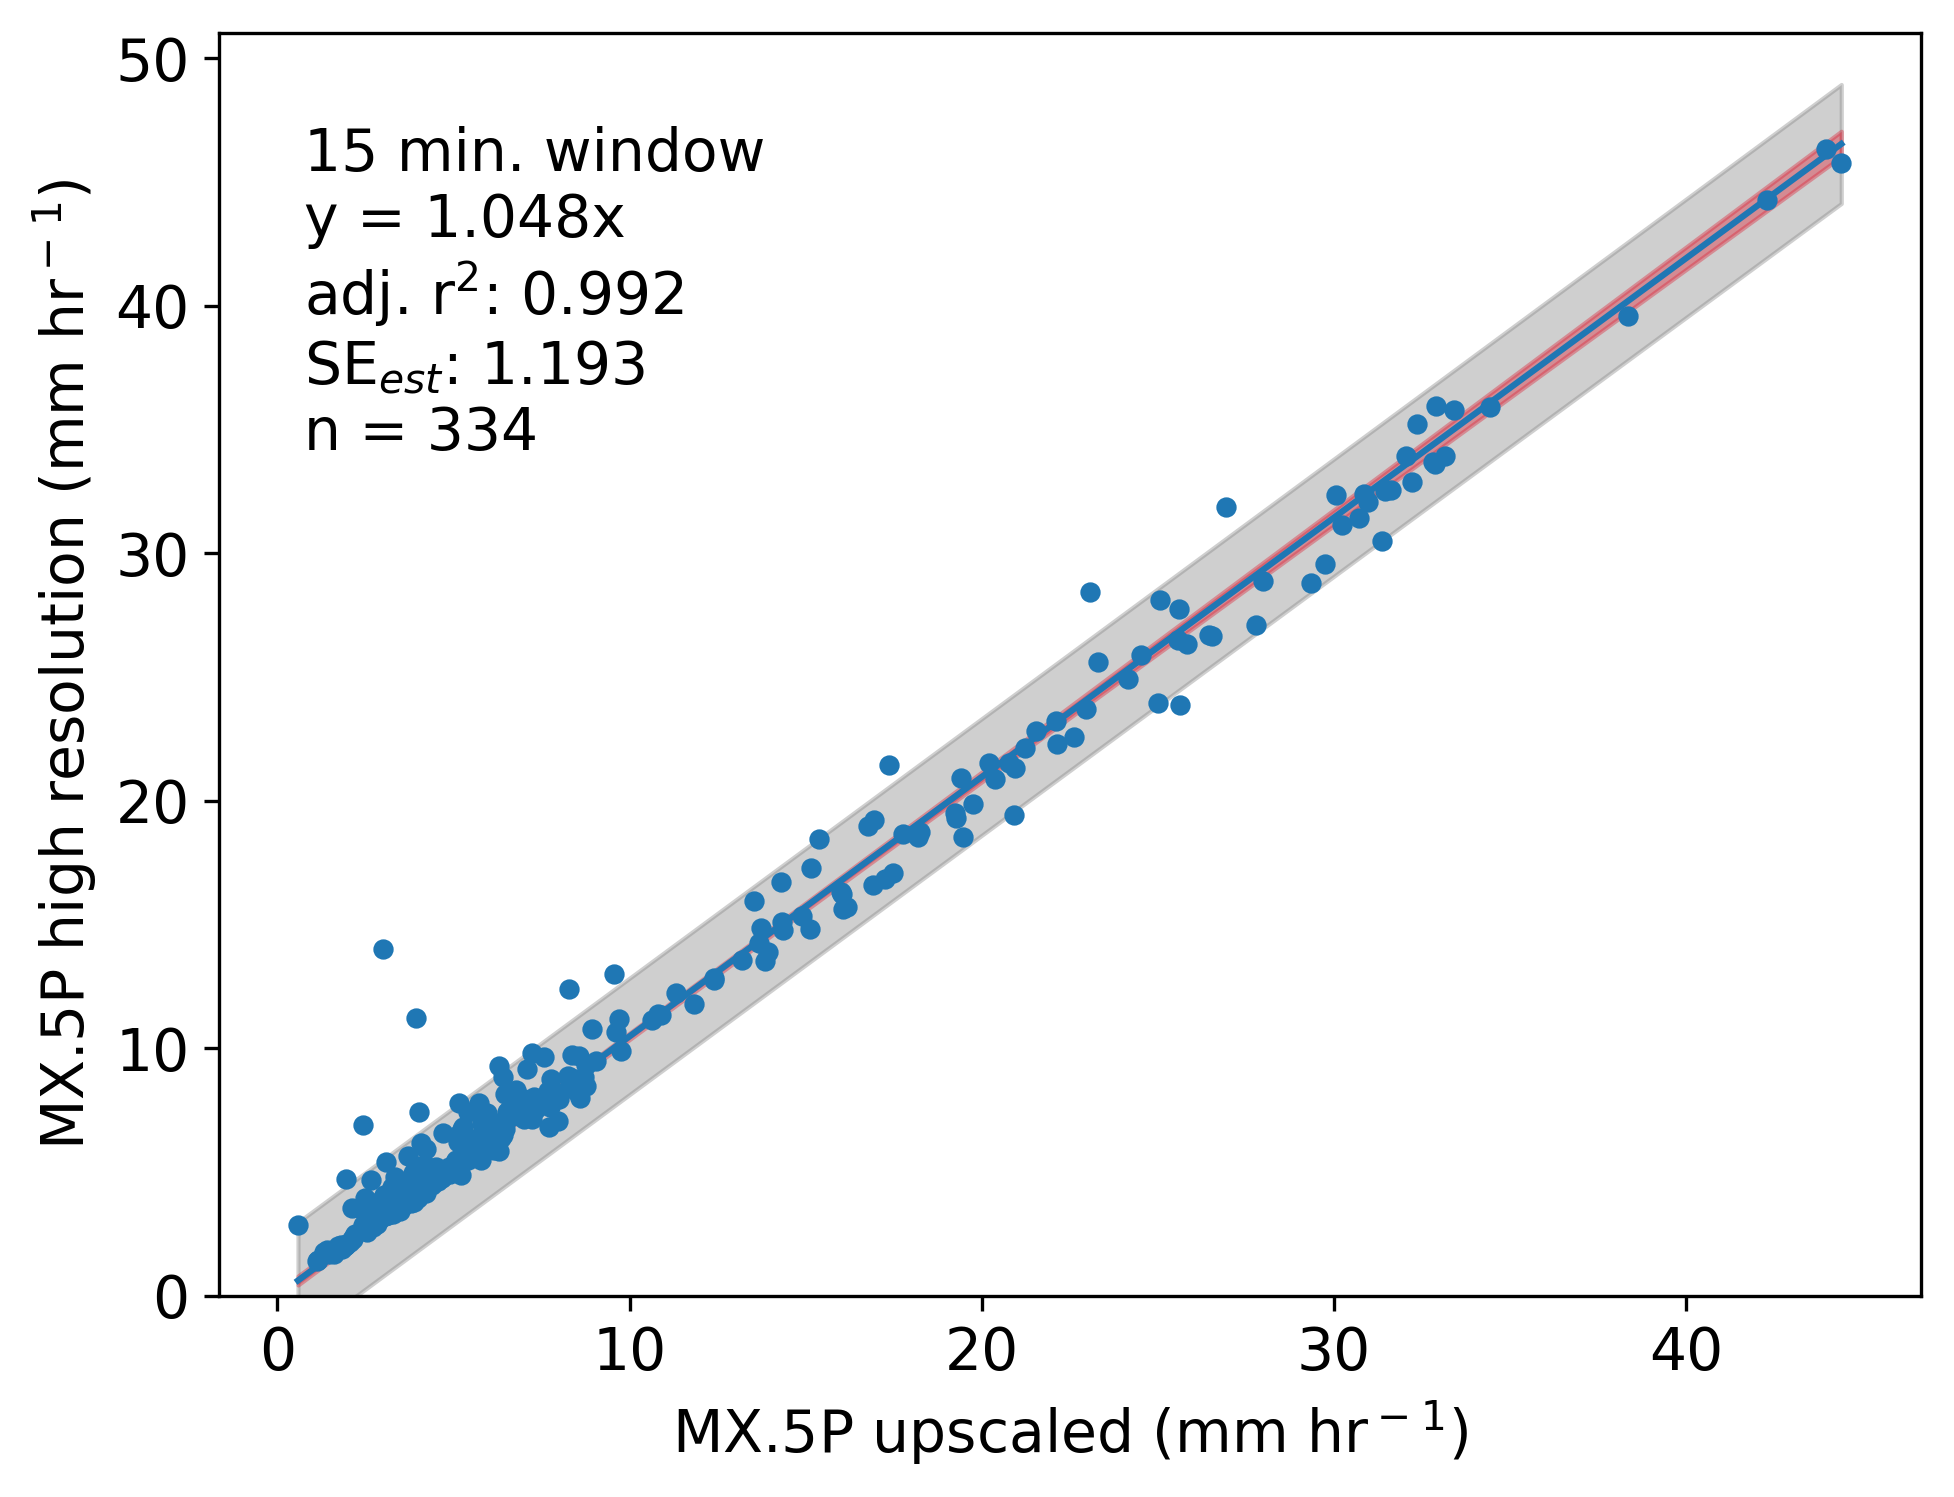 50
40
30
20
10
0
MX.5P high resolution (mm hr⁻¹)
15 min. window
y = 1.048x
adj. r²: 0.992
SEest: 1.193
n = 334
0 10 20 30 40
MX.5P upscaled (mm hr⁻¹)